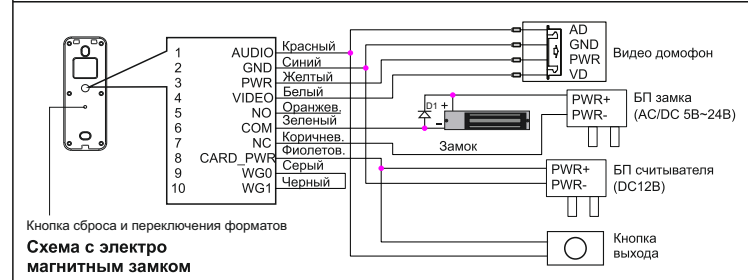 1 AUDIO Красный
2 GND Синий
3 PWR Желтый
4 VIDEO Белый
5 NO Оранжев.
6 COM Зеленый
7 NC Коричнев.
8 CARD_PWR Фиолетов.
9 WG0 Серый
10 WG1 Черный
AD
GND
PWR
VD
Видео домофон
D1 +
-
Замок
PWR+
PWR-
БП замка
(AC/DC 5В~24В)
PWR+
PWR-
БП считывателя
(DC12В)
Кнопка
выхода
Кнопка сброса и переключения форматов
Схема с электро
магнитным замком